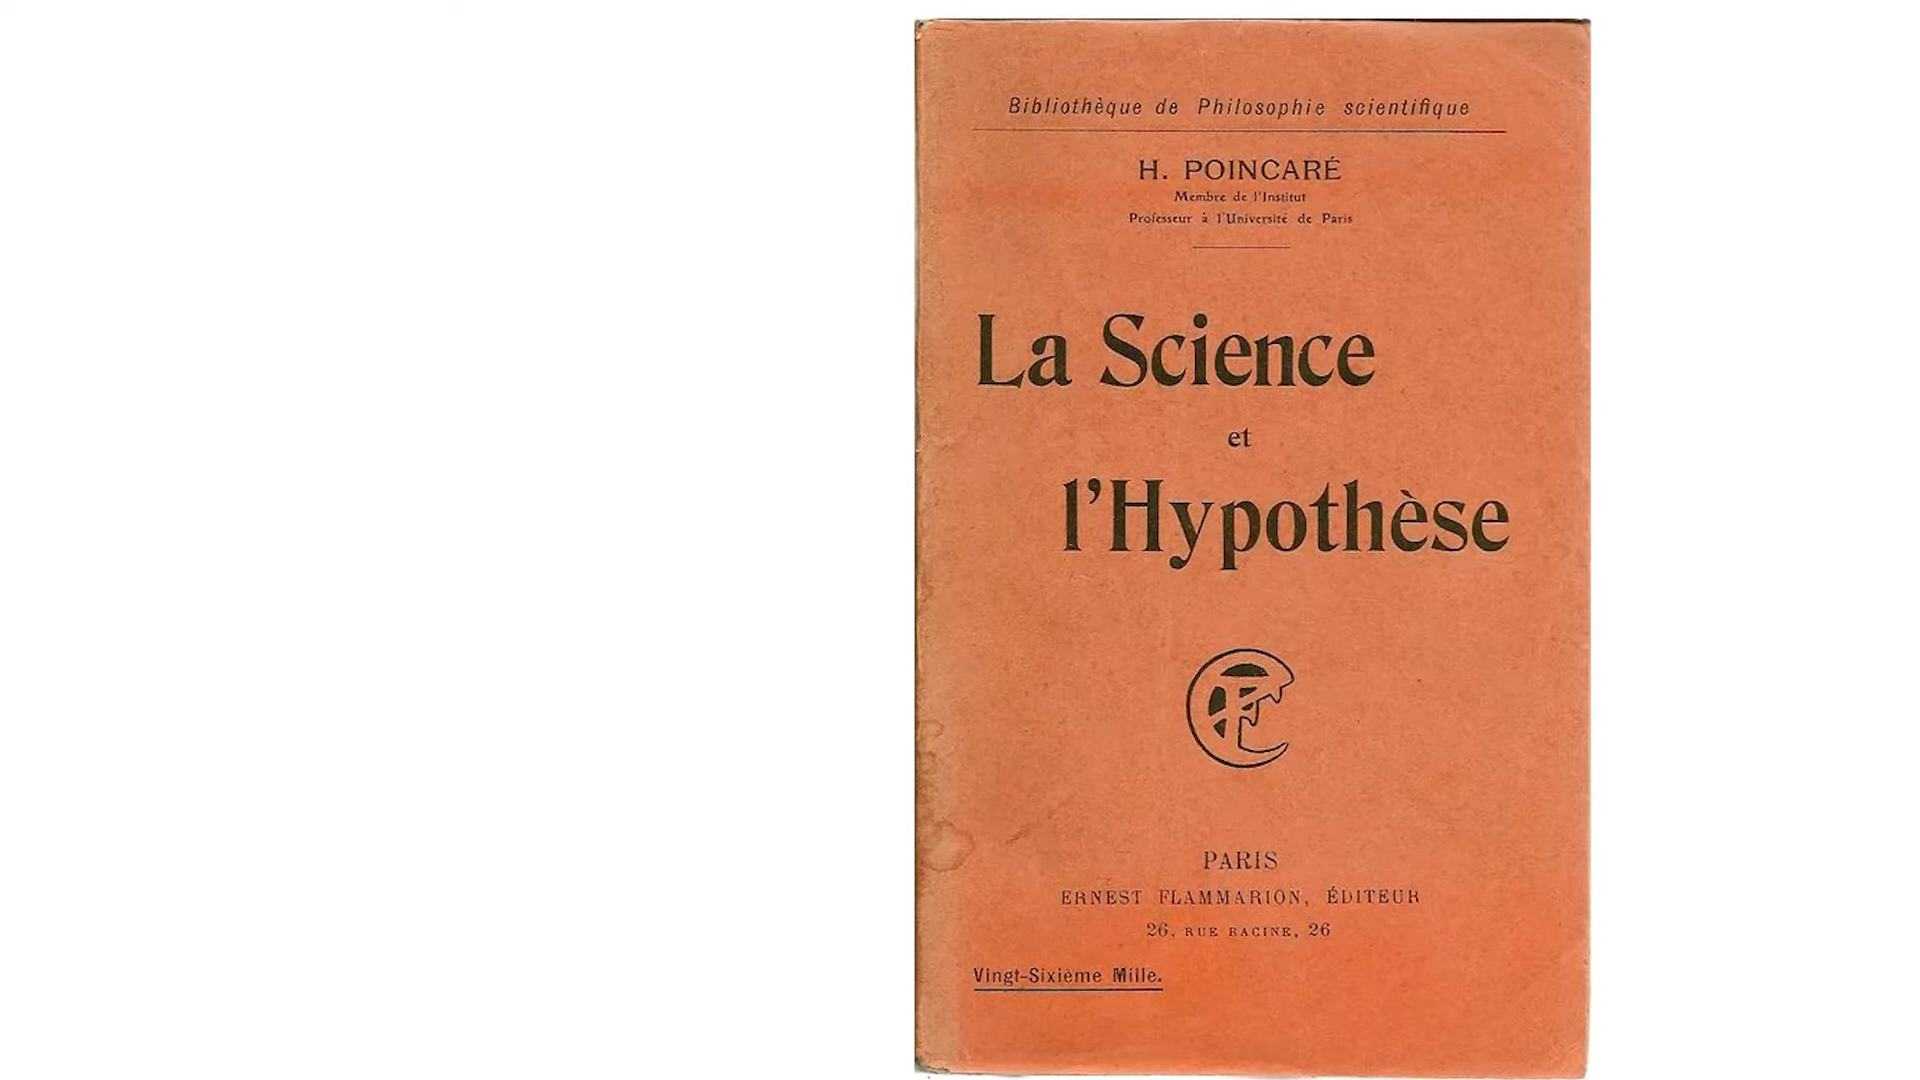 Bibliothèque de Philosophie scientifique
H. POINCARÉ
Membre de l'Institut
Professeur à l'Université de Paris
La Science
et
l'Hypothèse
PARIS
ERNEST FLAMMARION, ÉDITEUR
26, RUE RACINE, 26
Vingt-Sixième Mille.